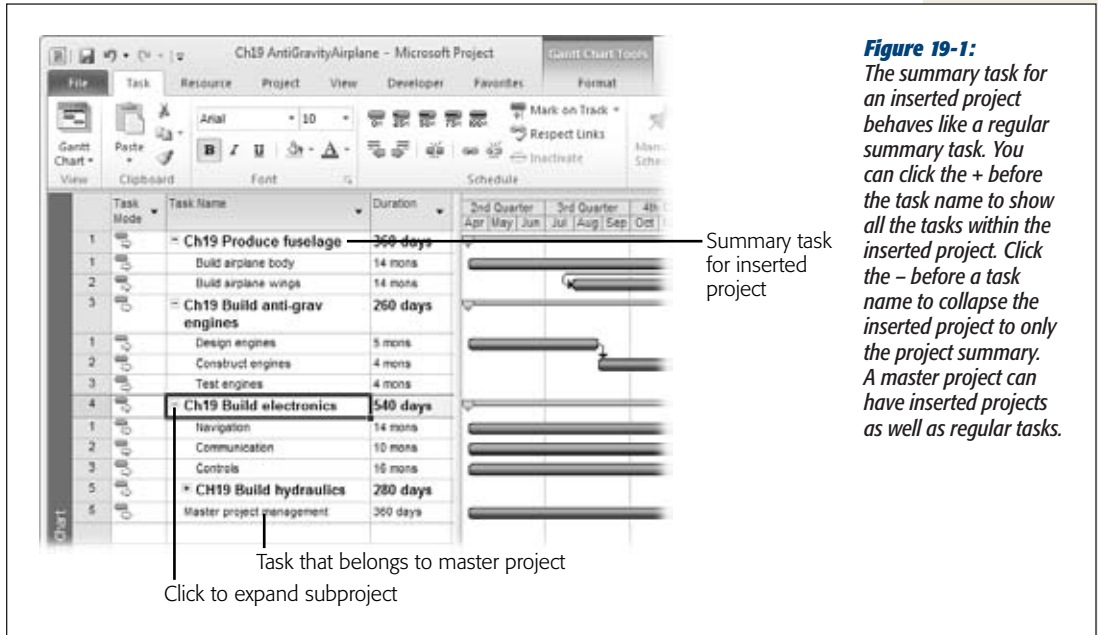 Ch19 AntiGravityAirplane – Microsoft Project
Gantt Chart Tools
File Task Resource Project View Developer Favorites Format
Gantt Chart
View
Paste
Clipboard
Arial 10
B I U A
Font
0% 25% 50% 75% 100%
Mark on Track
Respect Links
Inactivate
Schedule
Task Mode Task Name Duration
2nd Quarter 3rd Quarter 4th
Apr May Jun Jul Aug Sep Oct
1 Ch19 Produce fuselage 360 days
1 Build airplane body 14 mons
2 Build airplane wings 14 mons
3 Ch19 Build anti-grav engines 260 days
1 Design engines 5 mons
2 Construct engines 4 mons
3 Test engines 4 mons
4 Ch19 Build electronics 540 days
1 Navigation 14 mons
2 Communication 10 mons
3 Controls 16 mons
5 CH19 Build hydraulics 280 days
Master project management 360 days
Chart
Summary task
for inserted
project
Task that belongs to master project
Click to expand subproject
Figure 19-1:
The summary task for
an inserted project
behaves like a regular
summary task. You
can click the + before
the task name to show
all the tasks within the
inserted project. Click
the – before a task
name to collapse the
inserted project to only
the project summary.
A master project can
have inserted projects
as well as regular tasks.